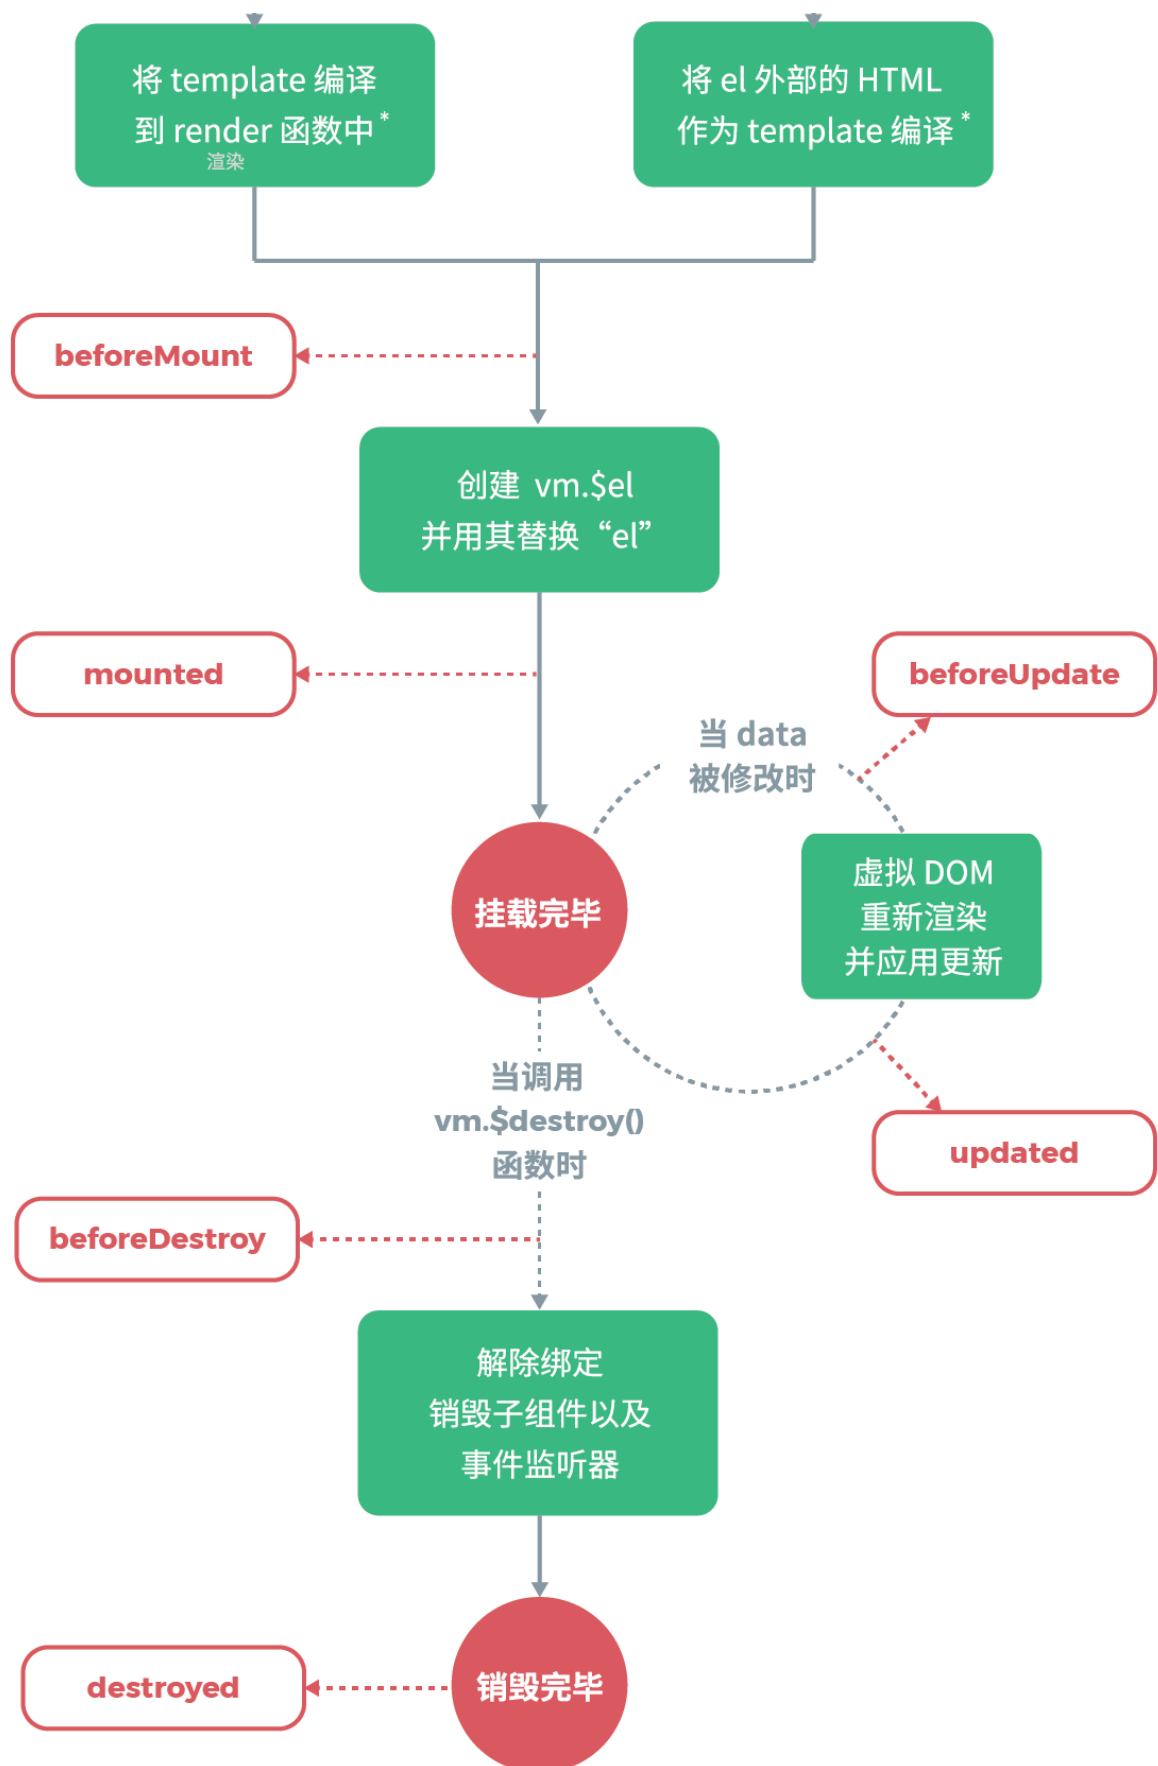 将 template 编译
到 render 函数中*
渲染
将 el 外部的 HTML
作为 template 编译*
beforeMount
创建 vm.$el
并用其替换“el”
mounted
beforeUpdate
当 data
被修改时
挂载完毕
虚拟 DOM
重新渲染
并应用更新
当调用
vm.$destroy()
函数时
updated
beforeDestroy
解除绑定
销毁子组件以及
事件监听器
destroyed
销毁完毕